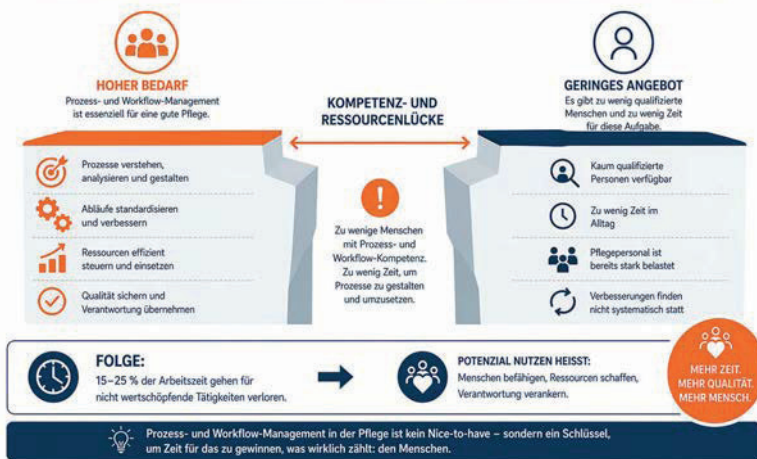 HOHER BEDARF
Prozess- und Workflow-Management
ist essenziell für eine gute Pflege.
KOMPETENZ- UND
RESSOURCENLÜCKE
GERINGES ANGEBOT
Es gibt zu wenig qualifizierte
Menschen und zu wenig Zeit
für diese Aufgabe.
Prozesse verstehen,
analysieren und gestalten
Abläufe standardisieren
und verbessern
Ressourcen effizient
steuern und einsetzen
Qualität sichern und
Verantwortung übernehmen
!
Zu wenige Menschen
mit Prozess- und
Workflow-Kompetenz.
Zu wenig Zeit, um
Prozesse zu gestalten
und umzusetzen.
Kaum qualifizierte
Personen verfügbar
Zu wenig Zeit im
Alltag
Pflegepersonal ist
bereits stark belastet
Verbesserungen finden
nicht systematisch statt
FOLGE:
15–25 % der Arbeitszeit gehen für
nicht wertschöpfende Tätigkeiten verloren.
POTENZIAL NUTZEN HEISST:
Menschen befähigen, Ressourcen schaffen,
Verantwortung verankern.
MEHR ZEIT.
MEHR QUALITÄT.
MEHR MENSCH.
Prozess- und Workflow-Management in der Pflege ist kein Nice-to-have – sondern ein Schlüssel,
um Zeit für das zu gewinnen, was wirklich zählt: den Menschen.